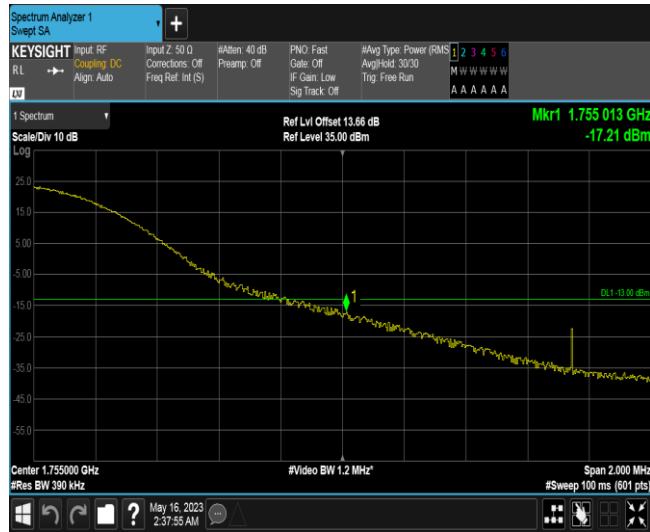 Spectrum Analyzer 1
Swept SA
KEYSIGHT
RL
LXI
Input: RF
Coupling: DC
Align: Auto
Input Z: 50 Ω
Corrections: Off
Freq Ref: Int (S)
#Atten: 40 dB
Preamp: Off
PNO: Fast
Gate: Off
IF Gain: Low
Sig Track: Off
#Avg Type: Power (RMS
Avg|Hold: 30/30
Trig: Free Run
1 2 3 4 5 6
M W W W W W
A A A A A A
1 Spectrum
Scale/Div 10 dB
Log
Ref Lvl Offset 13.66 dB
Ref Level 35.00 dBm
Mkr1 1.755 013 GHz
-17.21 dBm
25.0
15.0
5.00
-5.00
-15.0
-25.0
-35.0
-45.0
-55.0
1
DL1 -13.00 dBm
Center 1.755000 GHz
#Res BW 390 kHz
#Video BW 1.2 MHz*
Span 2.000 MHz
#Sweep 100 ms (601 pts)
?
May 16, 2023
2:37:55 AM